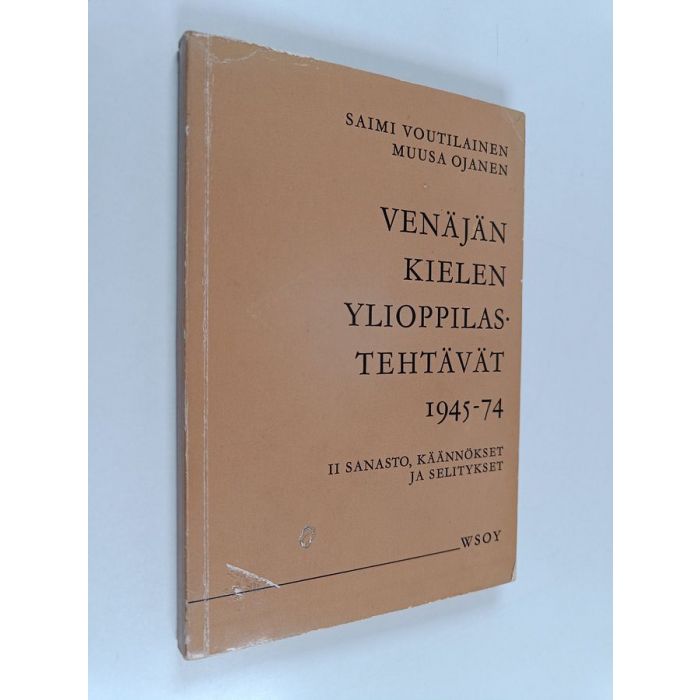 SAIMI VOUTILAINEN
MUUSA OJANEN
VENÄJÄN
KIELEN
YLIOPPILAS-
TEHTÄVÄT
1945-74
II SANASTO, KÄÄNNÖKSET
JA SELITYKSET
WSOY